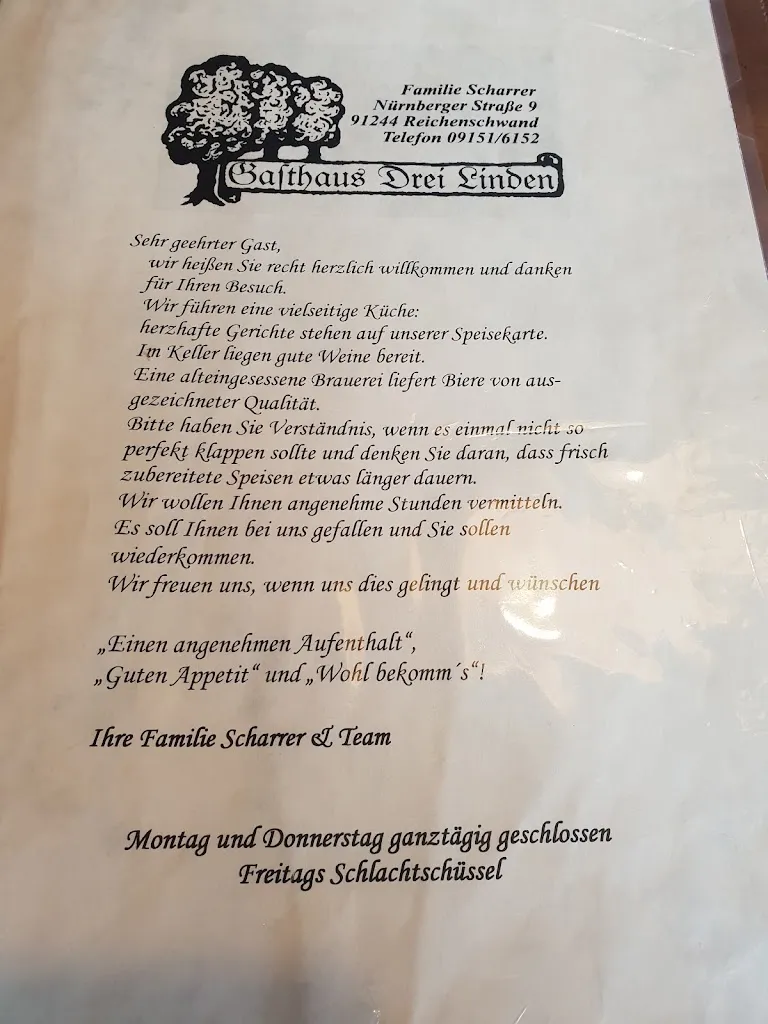 Familie Scharrer
Nürnberger Straße 9
91244 Reichenschwand
Telefon 09151/6152
Gasthaus Drei Linden
Sehr geehrter Gast,
wir heißen Sie recht herzlich willkommen und danken
für Ihren Besuch.
Wir führen eine vielseitige Küche:
herzhafte Gerichte stehen auf unserer Speisekarte.
Im Keller liegen gute Weine bereit.
Eine alteingesessene Brauerei liefert Biere von aus-
gezeichneter Qualität.
Bitte haben Sie Verständnis, wenn es einmal nicht so
perfekt klappen sollte und denken Sie daran, dass frisch
zubereitete Speisen etwas länger dauern.
Wir wollen Ihnen angenehme Stunden vermitteln.
Es soll Ihnen bei uns gefallen und Sie sollen
wiederkommen.
Wir freuen uns, wenn uns dies gelingt und wünschen
„Einen angenehmen Aufenthalt“,
„Guten Appetit“ und „Wohl bekomm´s“!
Ihre Familie Scharrer & Team
Montag und Donnerstag ganztägig geschlossen
Freitags Schlachtschüssel